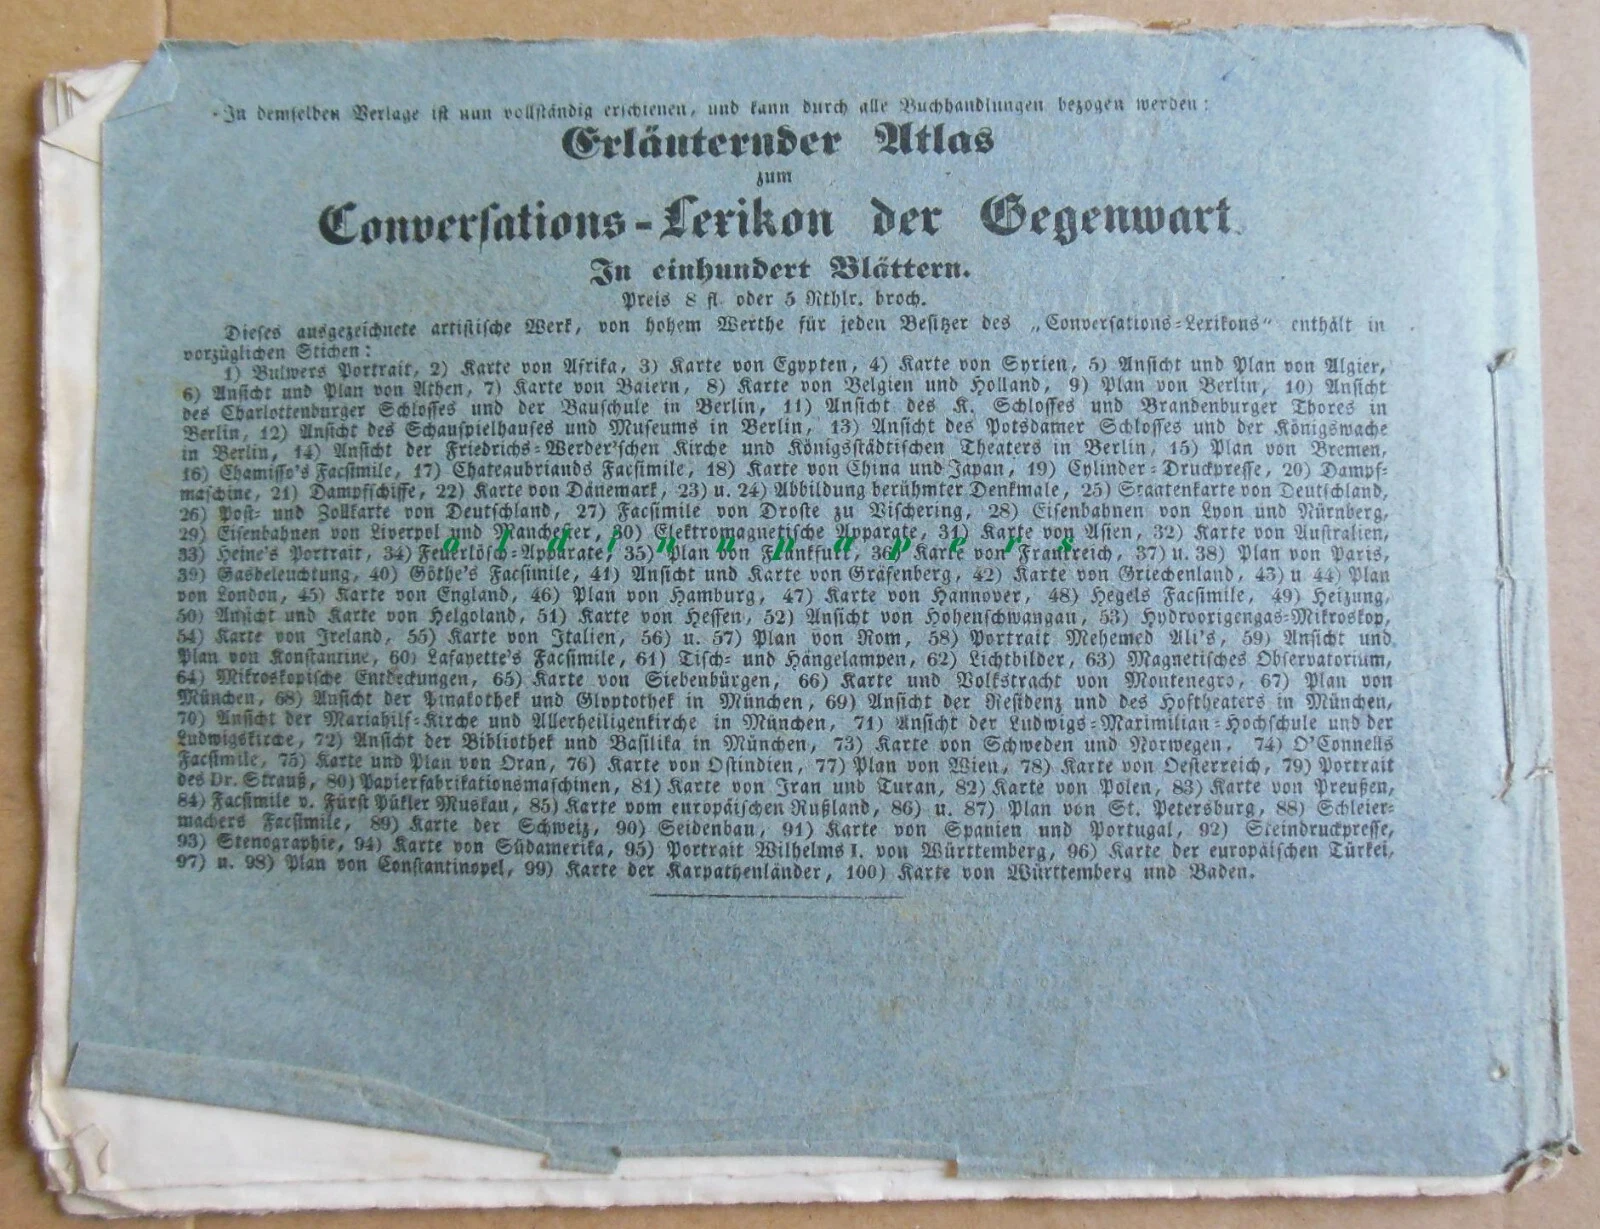 In demselben Verlage ist nun vollständig erschienen, und kann durch alle Buchhandlungen bezogen werden:
Erläuternder Atlas
zum
Conversations-Lexikon der Gegenwart.
In einhundert Blättern.
Preis 8 fl. oder 5 Rthlr. broch.
Dieses ausgezeichnete artistische Werk, von hohem Werthe für jeden Besitzer des „Conversations-Lexikons“ enthält in
vorzüglichen Stichen:
1) Bulwers Portrait, 2) Karte von Afrika, 3) Karte von Egypten, 4) Karte von Syrien, 5) Ansicht und Plan von Algier,
6) Ansicht und Plan von Athen, 7) Karte von Baiern, 8) Karte von Belgien und Holland, 9) Plan von Berlin, 10) Ansicht
des Charlottenburger Schlosses und der Bauschule in Berlin, 11) Ansicht des K. Schlosses und Brandenburger Thores in
Berlin, 12) Ansicht des Schauspielhauses und Museums in Berlin, 13) Ansicht des Potsdamer Schlosses und der Königswache
in Berlin, 14) Ansicht der Friedrichs-Werder'schen Kirche und Königsstädtischen Theaters in Berlin, 15) Plan von Bremen,
16) Chamisso's Facsimile, 17) Chateaubriands Facsimile, 18) Karte von China und Japan, 19) Cylinder-Druckpresse, 20) Dampf-
maschine, 21) Dampfschiffe, 22) Karte von Dänemark, 23) u. 24) Abbildung berühmter Denkmale, 25) Staatenkarte von Deutschland,
26) Post- und Zollkarte von Deutschland, 27) Facsimile von Droste zu Vischering, 28) Eisenbahnen von Lyon und Nürnberg,
29) Eisenbahnen von Liverpol und Manchester, 30) Elektromagnetische Apparate, 31) Karte von Asien, 32) Karte von Australien,
aldinupapers
33) Heine's Portrait, 34) Feuerlösch-Apparate, 35) Plan von Frankfurt, 36) Karte von Frankreich, 37) u. 38) Plan von Paris,
39) Gasbeleuchtung, 40) Göthe's Facsimile, 41) Ansicht und Karte von Gräfenberg, 42) Karte von Griechenland, 43) u 44) Plan
von London, 45) Karte von England, 46) Plan von Hamburg, 47) Karte von Hannover, 48) Hegels Facsimile, 49) Heizung,
50) Ansicht und Karte von Helgoland, 51) Karte von Hessen, 52) Ansicht von Hohenschwangau, 53) Hydroorigengas-Mikroskop,
54) Karte von Ireland, 55) Karte von Italien, 56) u. 57) Plan von Rom, 58) Portrait Mehemed Ali's, 59) Ansicht und
Plan von Konstantine, 60) Lafayette's Facsimile, 61) Tisch- und Hängelampen, 62) Lichtbilder, 63) Magnetisches Observatorium,
64) Mikroskopische Entdeckungen, 65) Karte von Siebenbürgen, 66) Karte und Volkstracht von Montenegro, 67) Plan von
München, 68) Ansicht der Pinakothek und Glyptothek in München, 69) Ansicht der Residenz und des Hoftheaters in München,
70) Ansicht der Mariahilf-Kirche und Allerheiligenkirche in München, 71) Ansicht der Ludwigs-Maximilian-Hochschule und der
Ludwigskirche, 72) Ansicht der Bibliothek und Basilika in München, 73) Karte von Schweden und Norwegen, 74) O'Connells
Facsimile, 75) Karte und Plan von Oran, 76) Karte von Ostindien, 77) Plan von Wien, 78) Karte von Oesterreich, 79) Portrait
des Dr. Strauß, 80) Papierfabrikationsmaschinen, 81) Karte von Iran und Turan, 82) Karte von Polen, 83) Karte von Preußen,
84) Facsimile v. Fürst Pükler Muskau, 85) Karte vom europäischen Rußland, 86) u. 87) Plan von St. Petersburg, 88) Schleier-
machers Facsimile, 89) Karte der Schweiz, 90) Seidenbau, 91) Karte von Spanien und Portugal, 92) Steindruckpresse,
93) Stenographie, 94) Karte von Südamerika, 95) Portrait Wilhelms I. von Württemberg, 96) Karte der europäischen Türkei,
97) u. 98) Plan von Constantinopel, 99) Karte der Karpathenländer, 100) Karte von Württemberg und Baden.